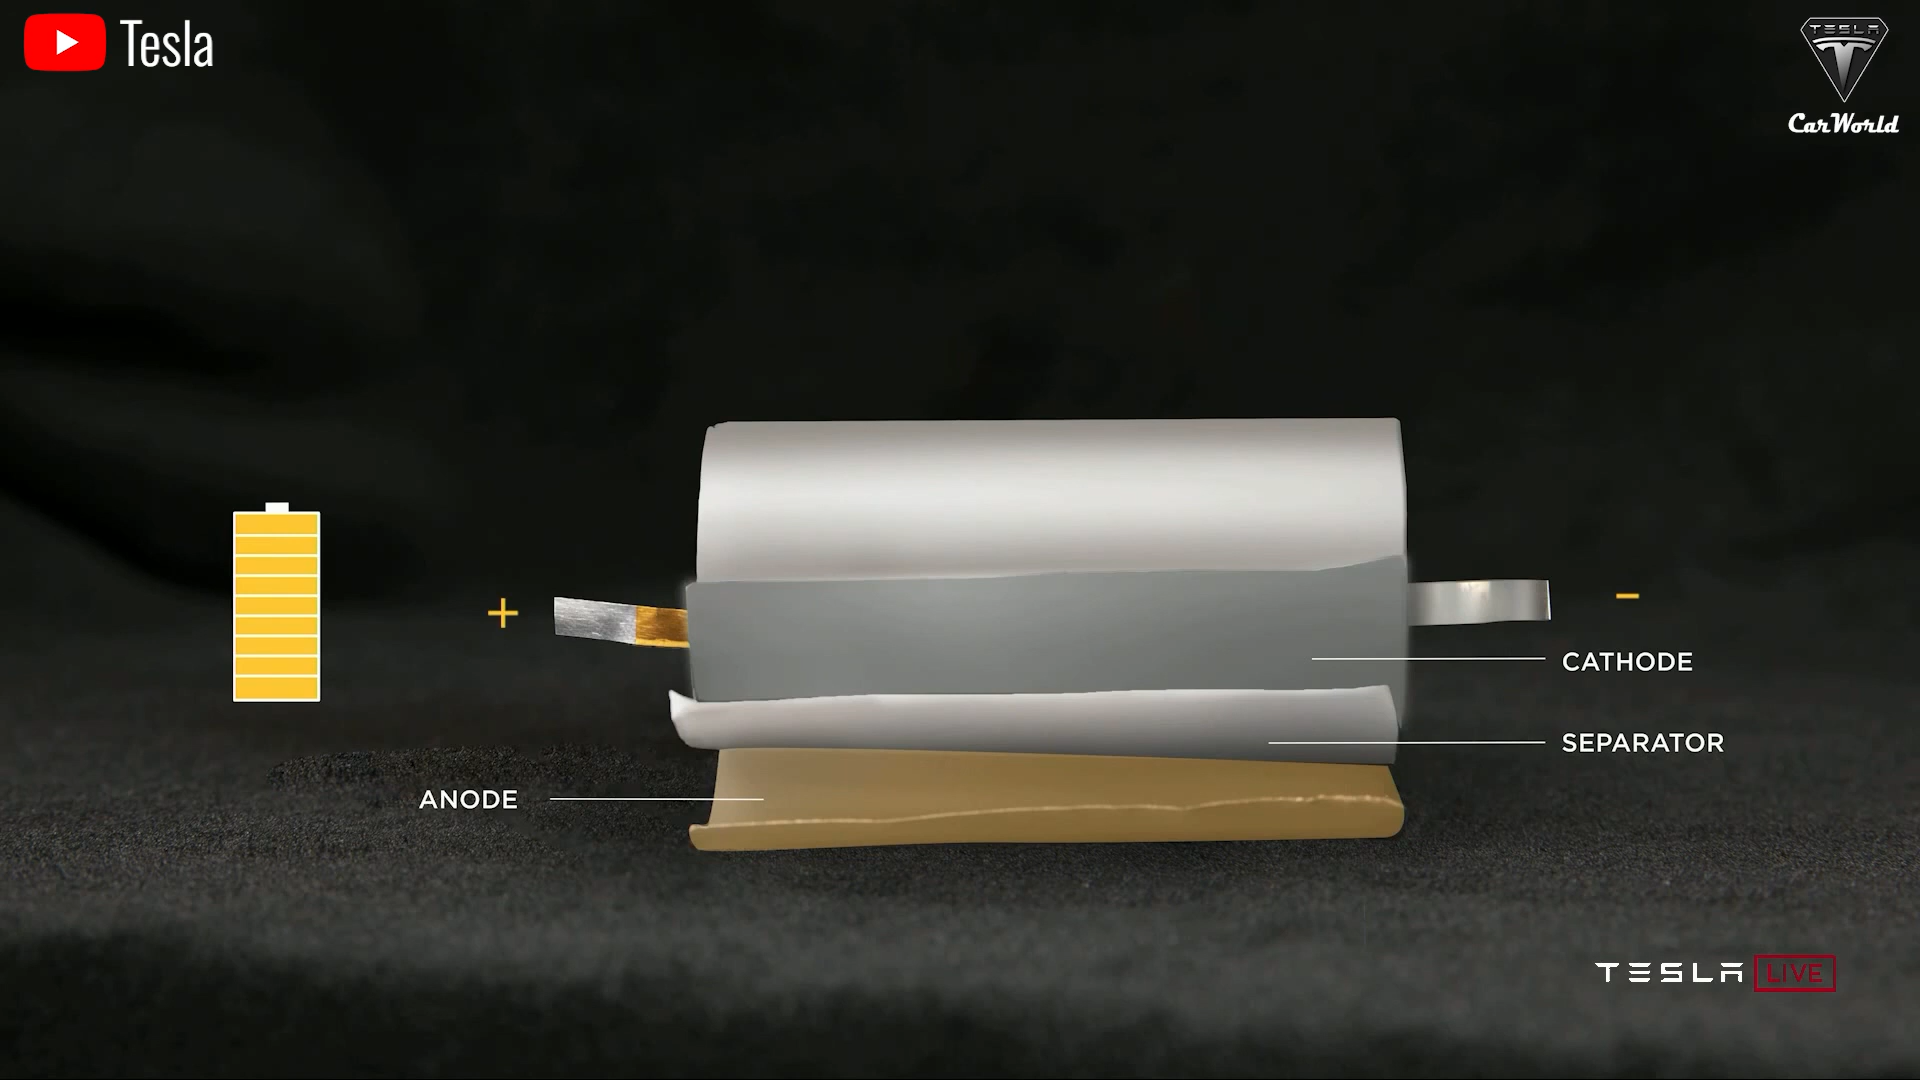 Tesla
TESLA
CarWorld
+
-
CATHODE
SEPARATOR
ANODE
TESLA LIVE